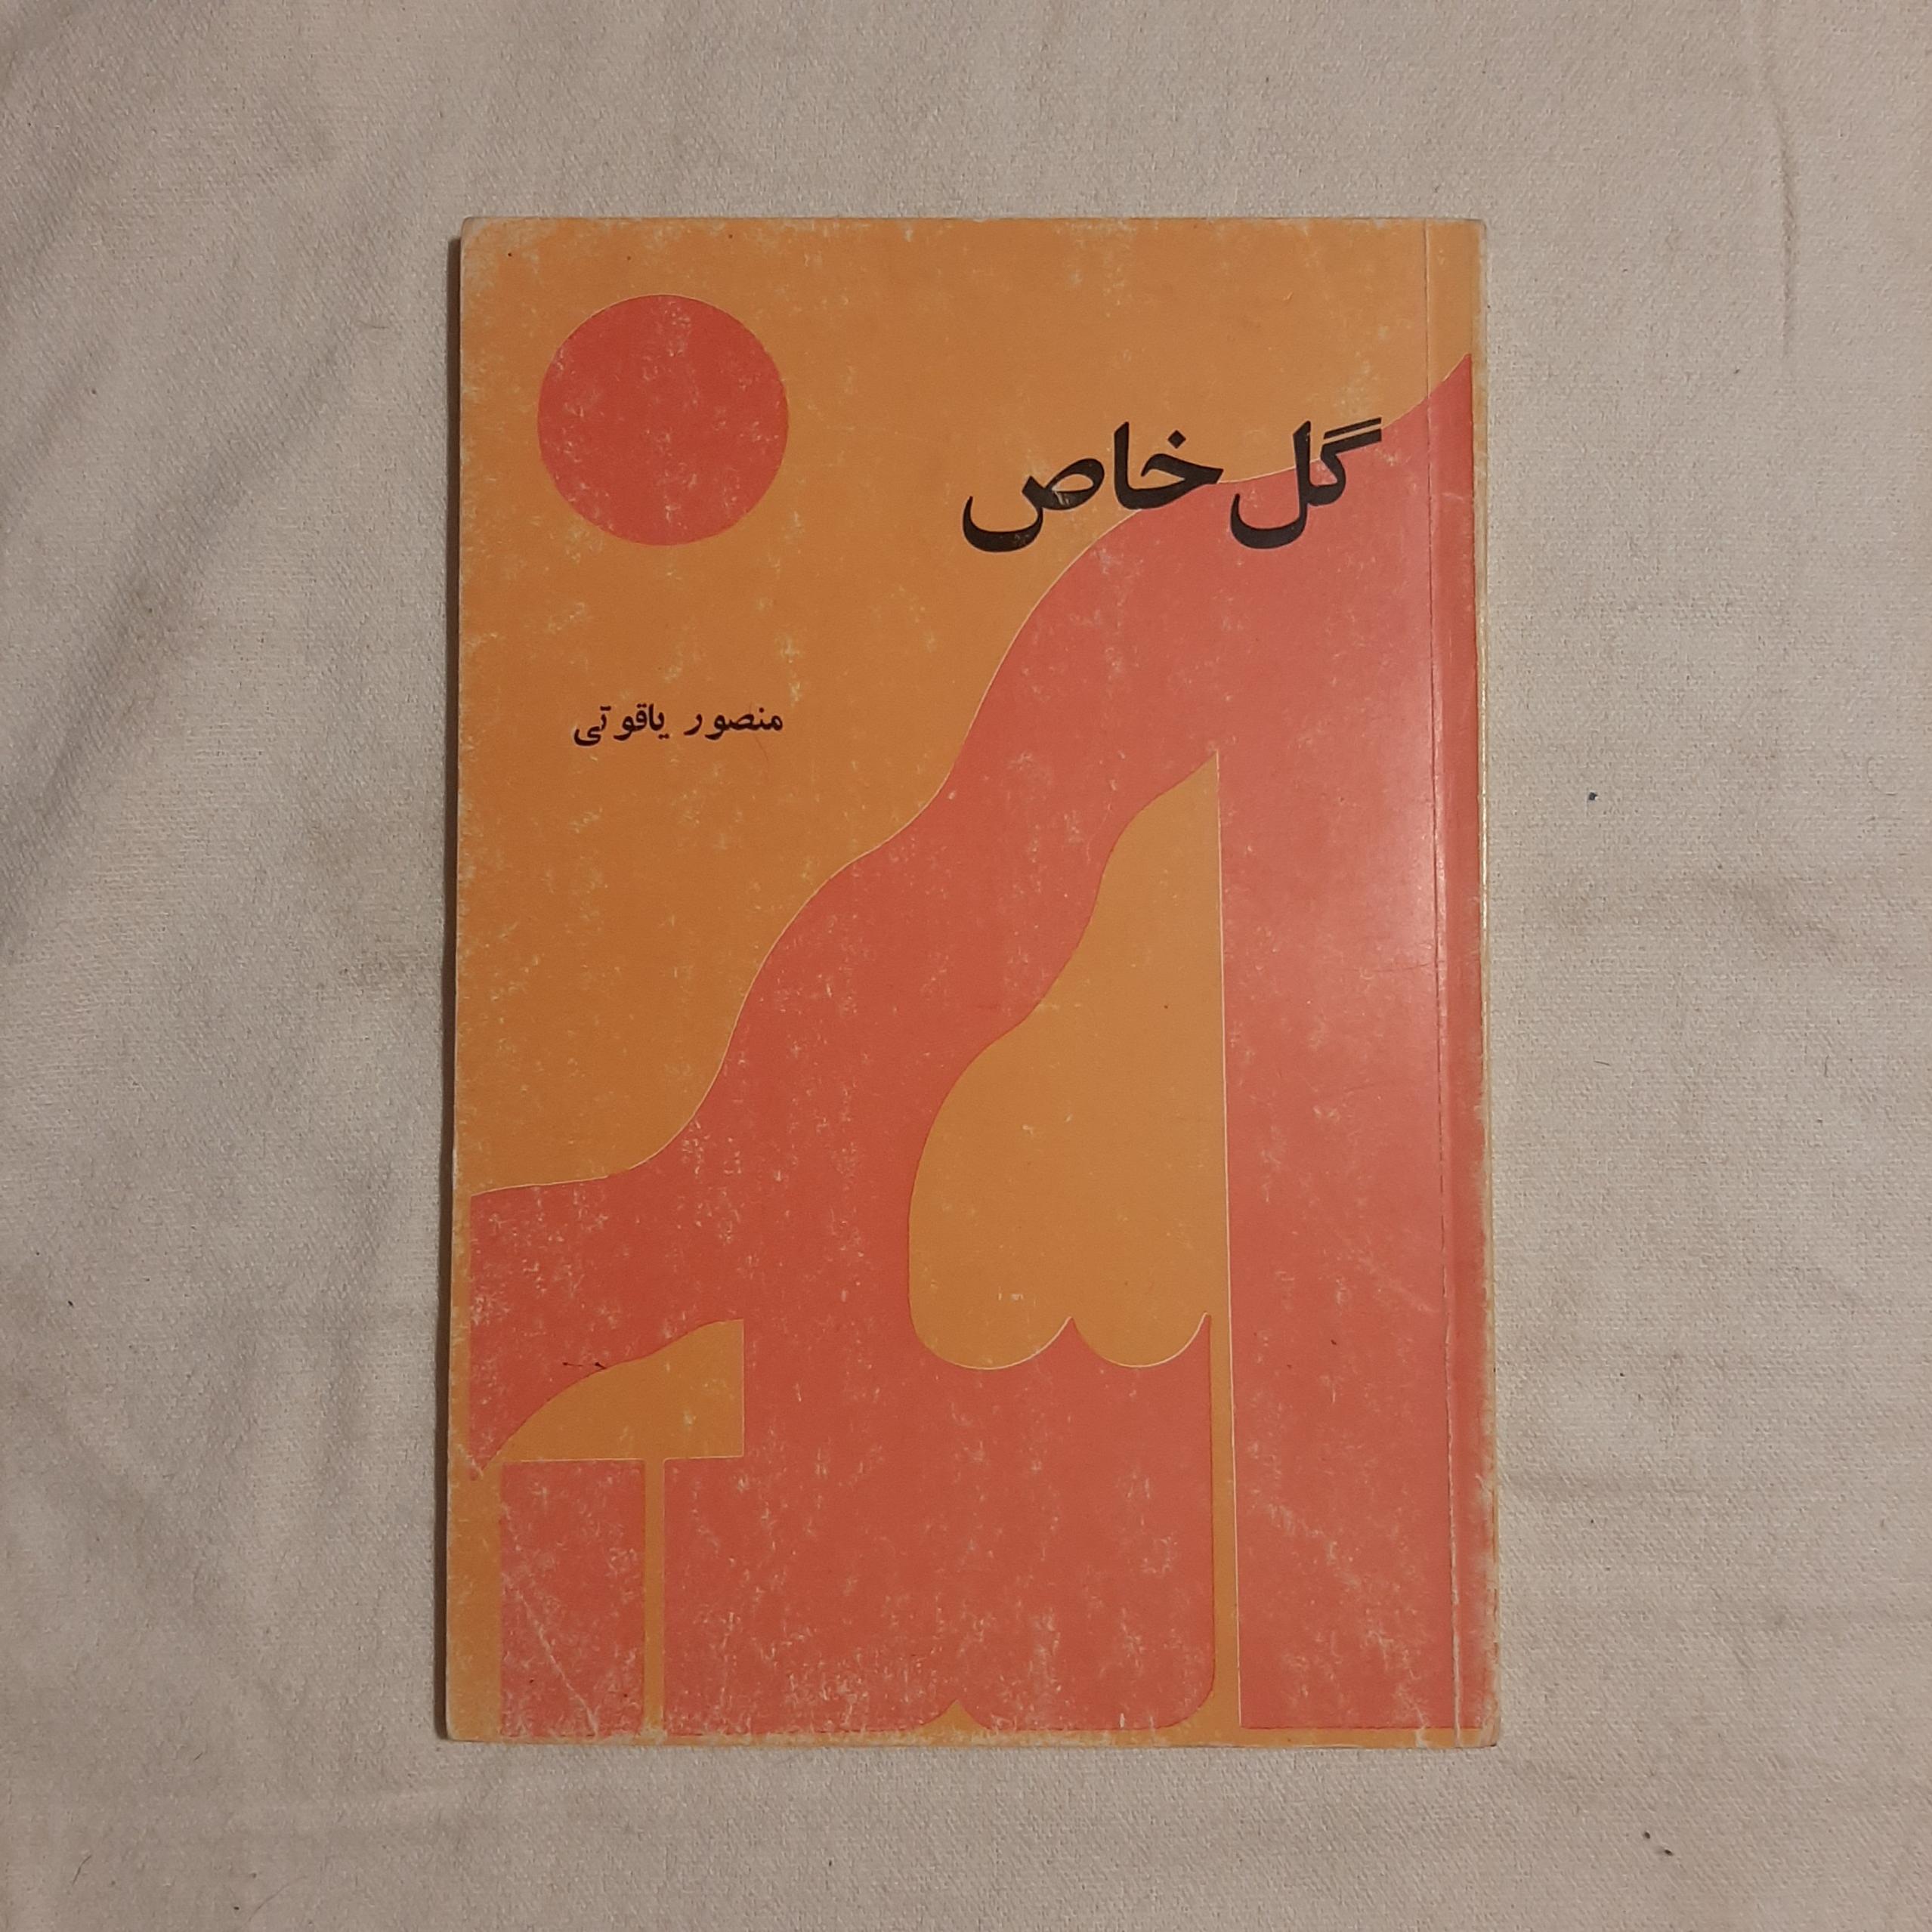 گل خاص
منصور یاقوتی